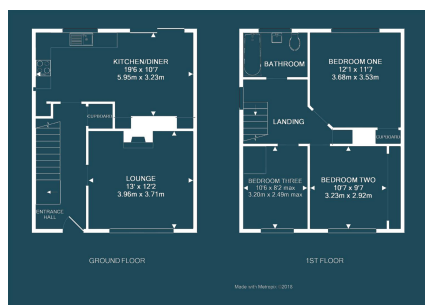 KITCHEN/DINER
19'6 x 10'7
5.95m x 3.23m
CUPBOARD
LOUNGE
13' x 12'2
3.96m x 3.71m
ENTRANCE
HALL
GROUND FLOOR
BATHROOM
BEDROOM ONE
12'1 x 11'7
3.68m x 3.53m
LANDING
CUPBOARD
BEDROOM THREE
10'6 x 8'2 max
3.20m x 2.49m max
BEDROOM TWO
10'7 x 9'7
3.23m x 2.92m
1ST FLOOR
Made with Metropix ©2018